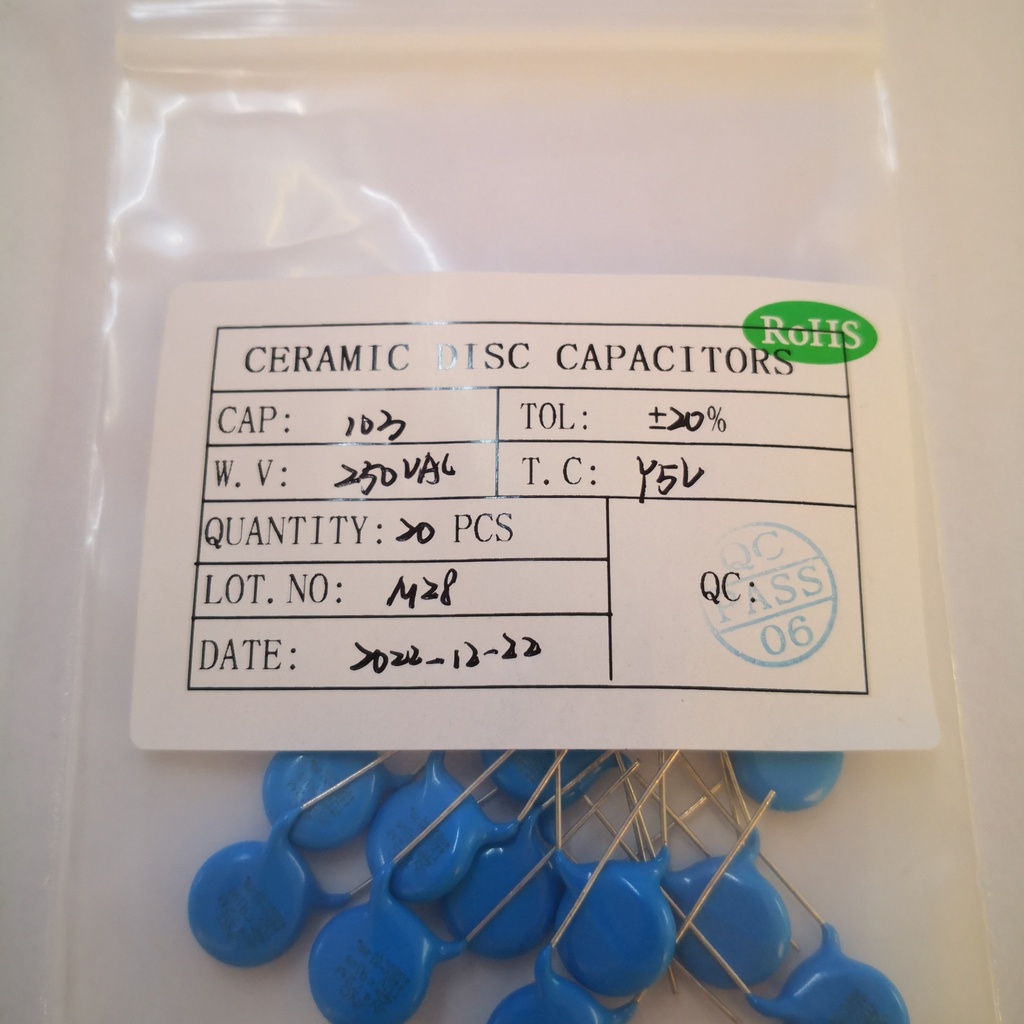 RoHS
CERAMIC DISC CAPACITORS
CAP: 103 TOL: ±20%
W.V: 250VAC T.C: Y5V
QUANTITY: 20 PCS
LOT.NO: M28
QC:
QC
PASS
06
DATE: 2022-12-22